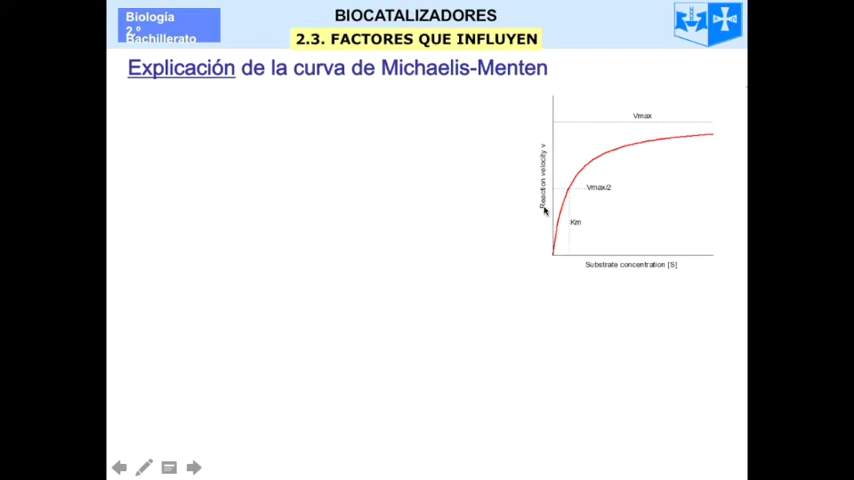 Biología
2.º
Bachillerato
BIOCATALIZADORES
2.3. FACTORES QUE INFLUYEN
Explicación de la curva de Michaelis-Menten
Vmax
Reaction velocity v
Vmax/2
Km
Substrate concentration [S]